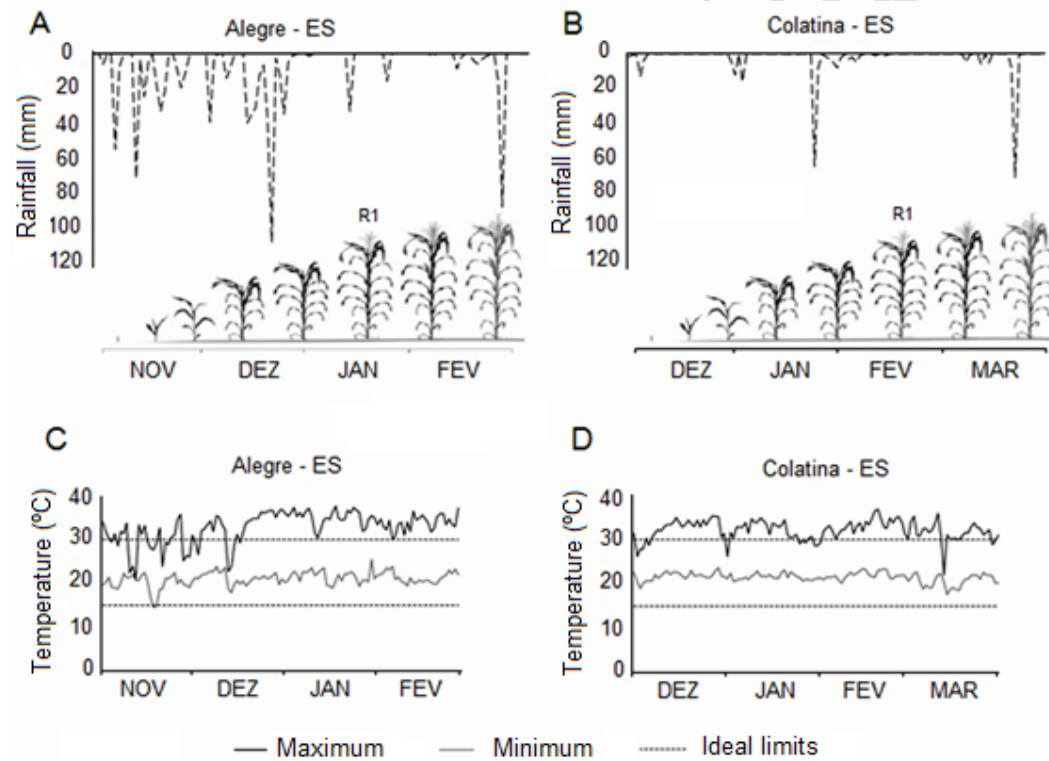 A
Alegre - ES
Rainfall (mm)
0
20
40
60
80
100
120
R1
NOV DEZ JAN FEV
B
Colatina - ES
Rainfall (mm)
0
20
40
60
80
100
120
R1
DEZ JAN FEV MAR
C
Alegre - ES
Temperature (ºC)
40
30
20
10
0
NOV DEZ JAN FEV
D
Colatina - ES
Temperature (ºC)
40
30
20
10
0
DEZ JAN FEV MAR
Maximum Minimum Ideal limits